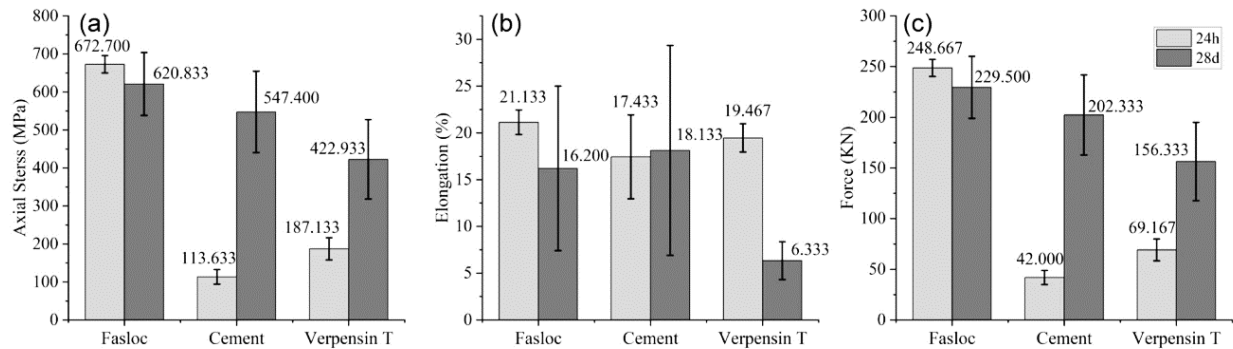 (a)
Axial Sterss (MPa)
800
700
600
500
400
300
200
100
0
672.700
620.833
113.633
547.400
187.133
422.933
Fasloc
Cement
Verpensin T
(b)
Elongation (%)
30
25
20
15
10
5
0
21.133
16.200
17.433
18.133
19.467
6.333
Fasloc
Cement
Verpensin T
(c)
24h
28d
Force (KN)
300
250
200
150
100
50
0
248.667
229.500
42.000
202.333
69.167
156.333
Fasloc
Cement
Verpensin T